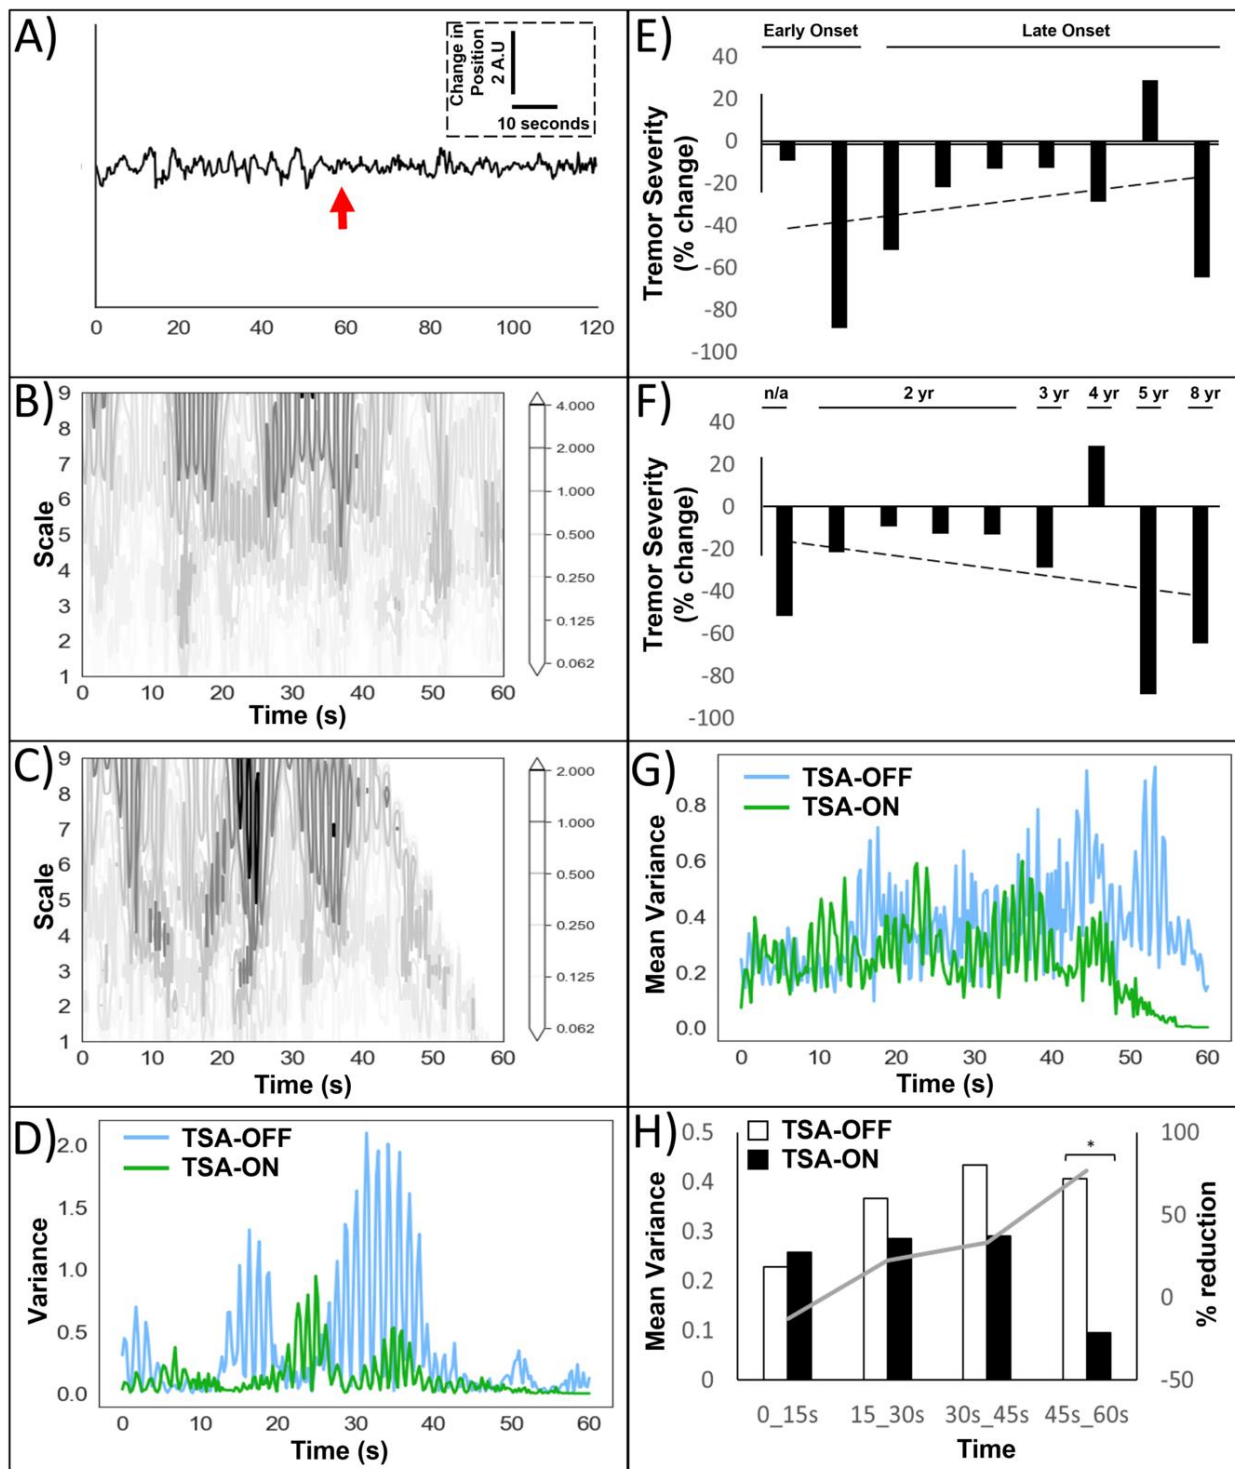 A)
Change in
Position
2 A.U
10 seconds
0 20 40 60 80 100 120
B)
Scale
9
8
7
6
5
4
3
2
1
0 10 20 30 40 50 60
Time (s)
4.000
2.000
1.000
0.500
0.250
0.125
0.062
C)
Scale
9
8
7
6
5
4
3
2
1
0 10 20 30 40 50 60
Time (s)
2.000
1.000
0.500
0.250
0.125
0.062
D)
TSA-OFF
TSA-ON
Variance
2.0
1.5
1.0
0.5
0.0
0 10 20 30 40 50 60
Time (s)
E)
Early Onset Late Onset
Tremor Severity
(% change)
40
20
0
-20
-40
-60
-80
-100
F)
n/a 2 yr 3 yr 4 yr 5 yr 8 yr
Tremor Severity
(% change)
40
20
0
-20
-40
-60
-80
-100
G)
TSA-OFF
TSA-ON
Mean Variance
0.8
0.6
0.4
0.2
0.0
0 10 20 30 40 50 60
Time (s)
H)
TSA-OFF
TSA-ON
*
Mean Variance
0.5
0.4
0.3
0.2
0.1
0
100
50
0
-50
% reduction
0_15s 15_30s 30s_45s 45s_60s
Time